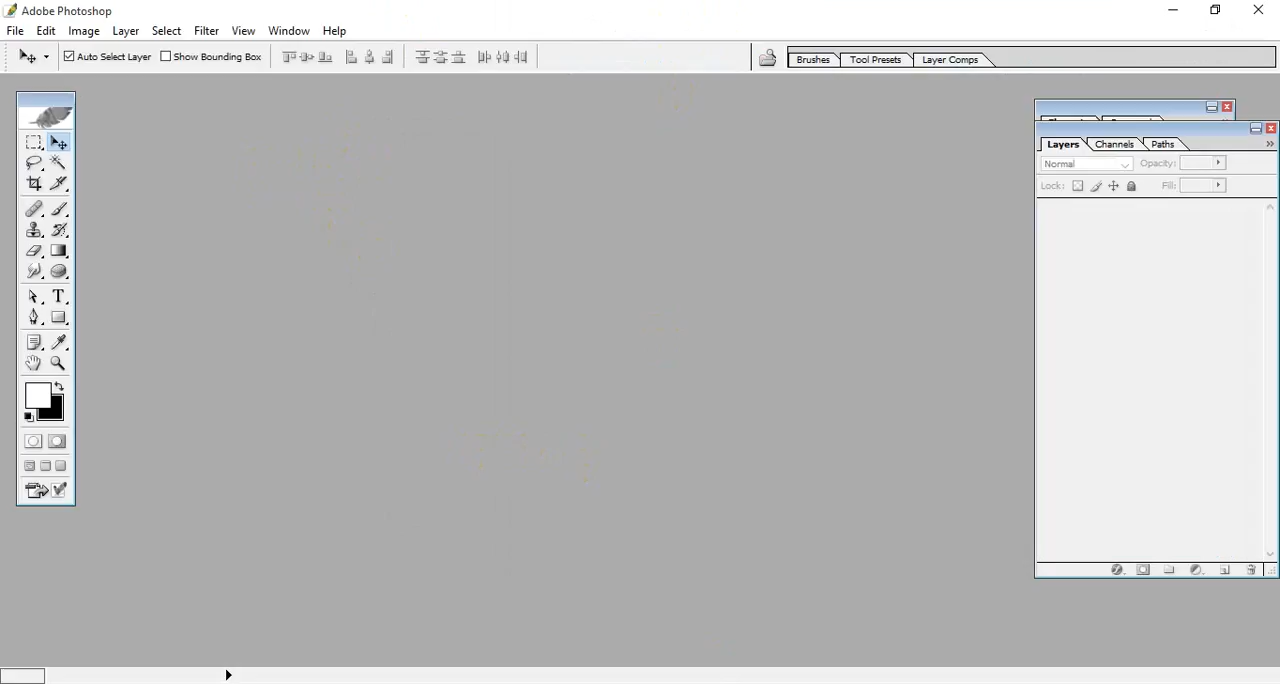 Adobe Photoshop
File Edit Image Layer Select Filter View Window Help
Auto Select Layer Show Bounding Box Brushes Tool Presets Layer Comps
Layers Channels Paths
Normal Opacity:
Lock: Fill:
T